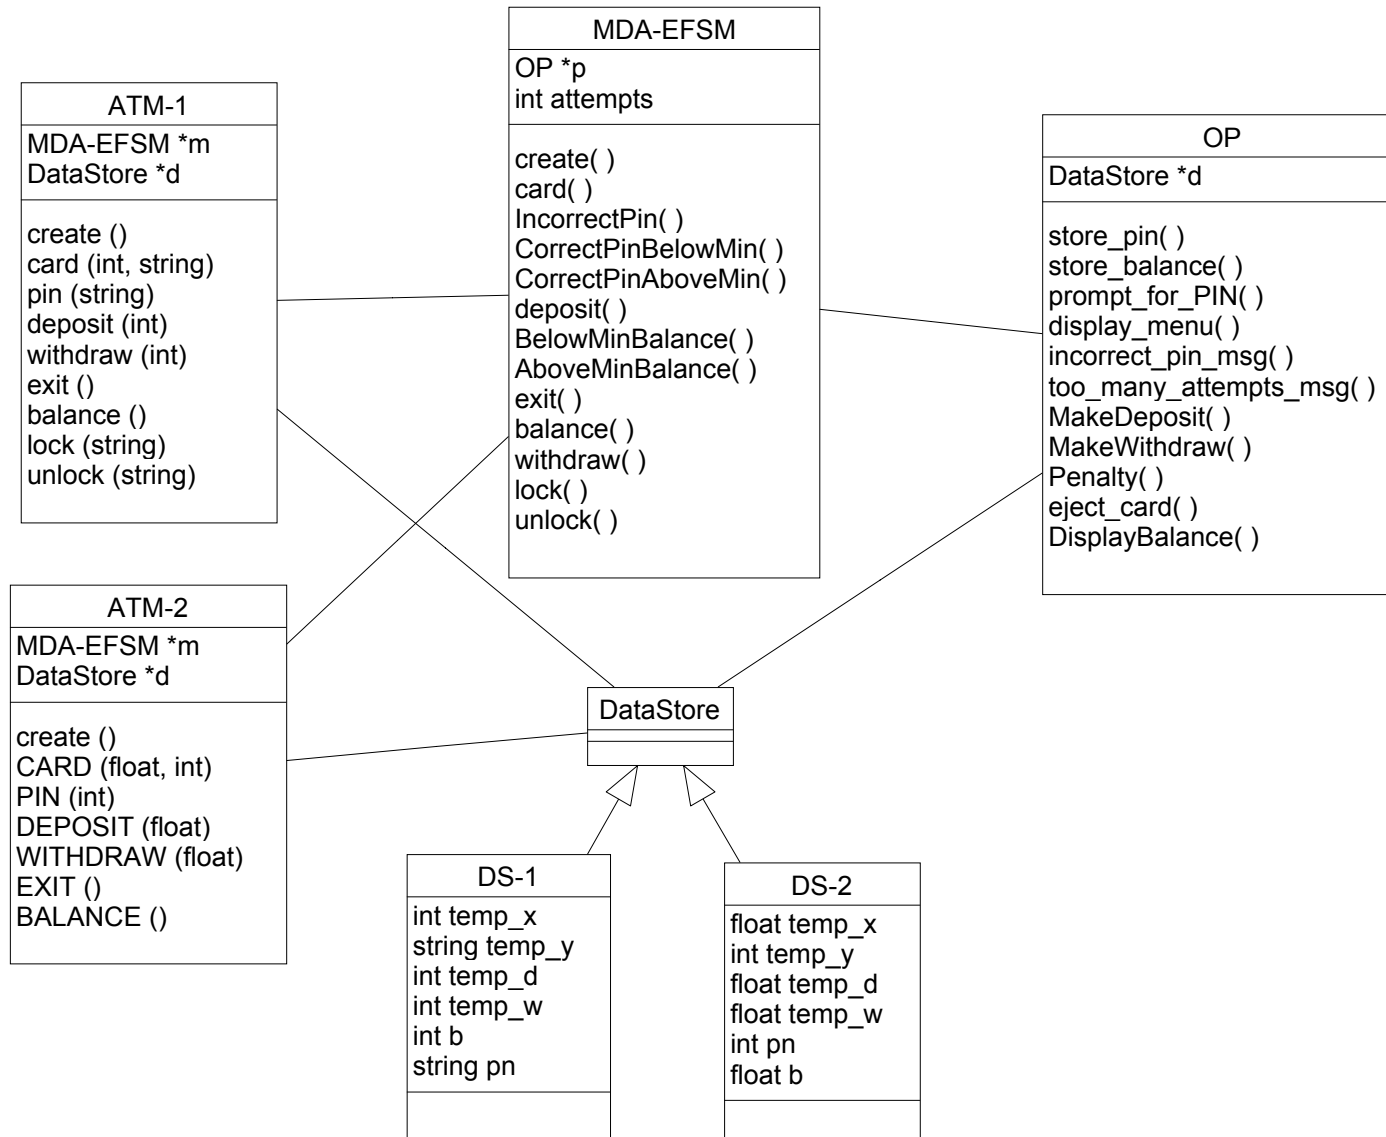 MDA-EFSM
OP *p
int attempts
create( )
card( )
IncorrectPin( )
CorrectPinBelowMin( )
CorrectPinAboveMin( )
deposit( )
BelowMinBalance( )
AboveMinBalance( )
exit( )
balance( )
withdraw( )
lock( )
unlock( )
ATM-1
MDA-EFSM *m
DataStore *d
create ()
card (int, string)
pin (string)
deposit (int)
withdraw (int)
exit ()
balance ()
lock (string)
unlock (string)
OP
DataStore *d
store_pin( )
store_balance( )
prompt_for_PIN( )
display_menu( )
incorrect_pin_msg( )
too_many_attempts_msg( )
MakeDeposit( )
MakeWithdraw( )
Penalty( )
eject_card( )
DisplayBalance( )
ATM-2
MDA-EFSM *m
DataStore *d
create ()
CARD (float, int)
PIN (int)
DEPOSIT (float)
WITHDRAW (float)
EXIT ()
BALANCE ()
DataStore
DS-1
int temp_x
string temp_y
int temp_d
int temp_w
int b
string pn
DS-2
float temp_x
int temp_y
float temp_d
float temp_w
int pn
float b